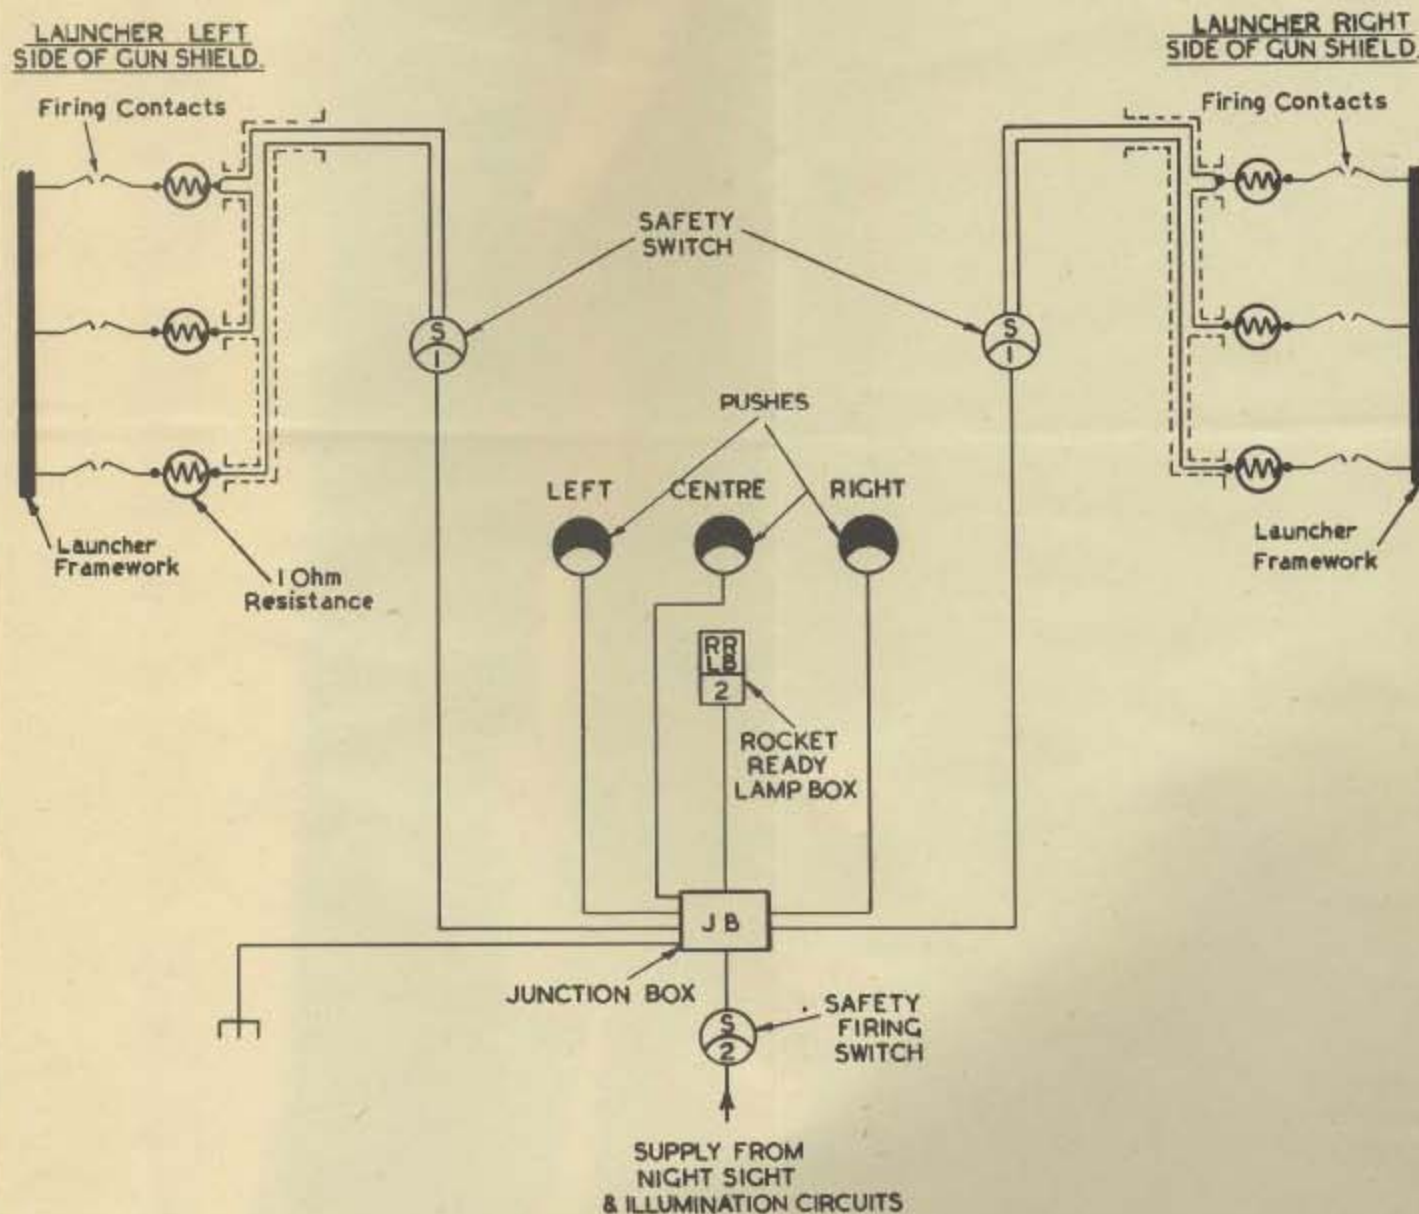 LAUNCHER LEFT
SIDE OF GUN SHIELD.
LAUNCHER RIGHT
SIDE OF GUN SHIELD.
Firing Contacts
Firing Contacts
SAFETY
SWITCH
S
1
S
1
PUSHES
LEFT
CENTRE
RIGHT
Launcher
Framework
1 Ohm
Resistance
Launcher
Framework
RR
LB
2
ROCKET
READY
LAMP BOX
JB
JUNCTION BOX
S
2
SAFETY
FIRING
SWITCH
SUPPLY FROM
NIGHT SIGHT
& ILLUMINATION CIRCUITS